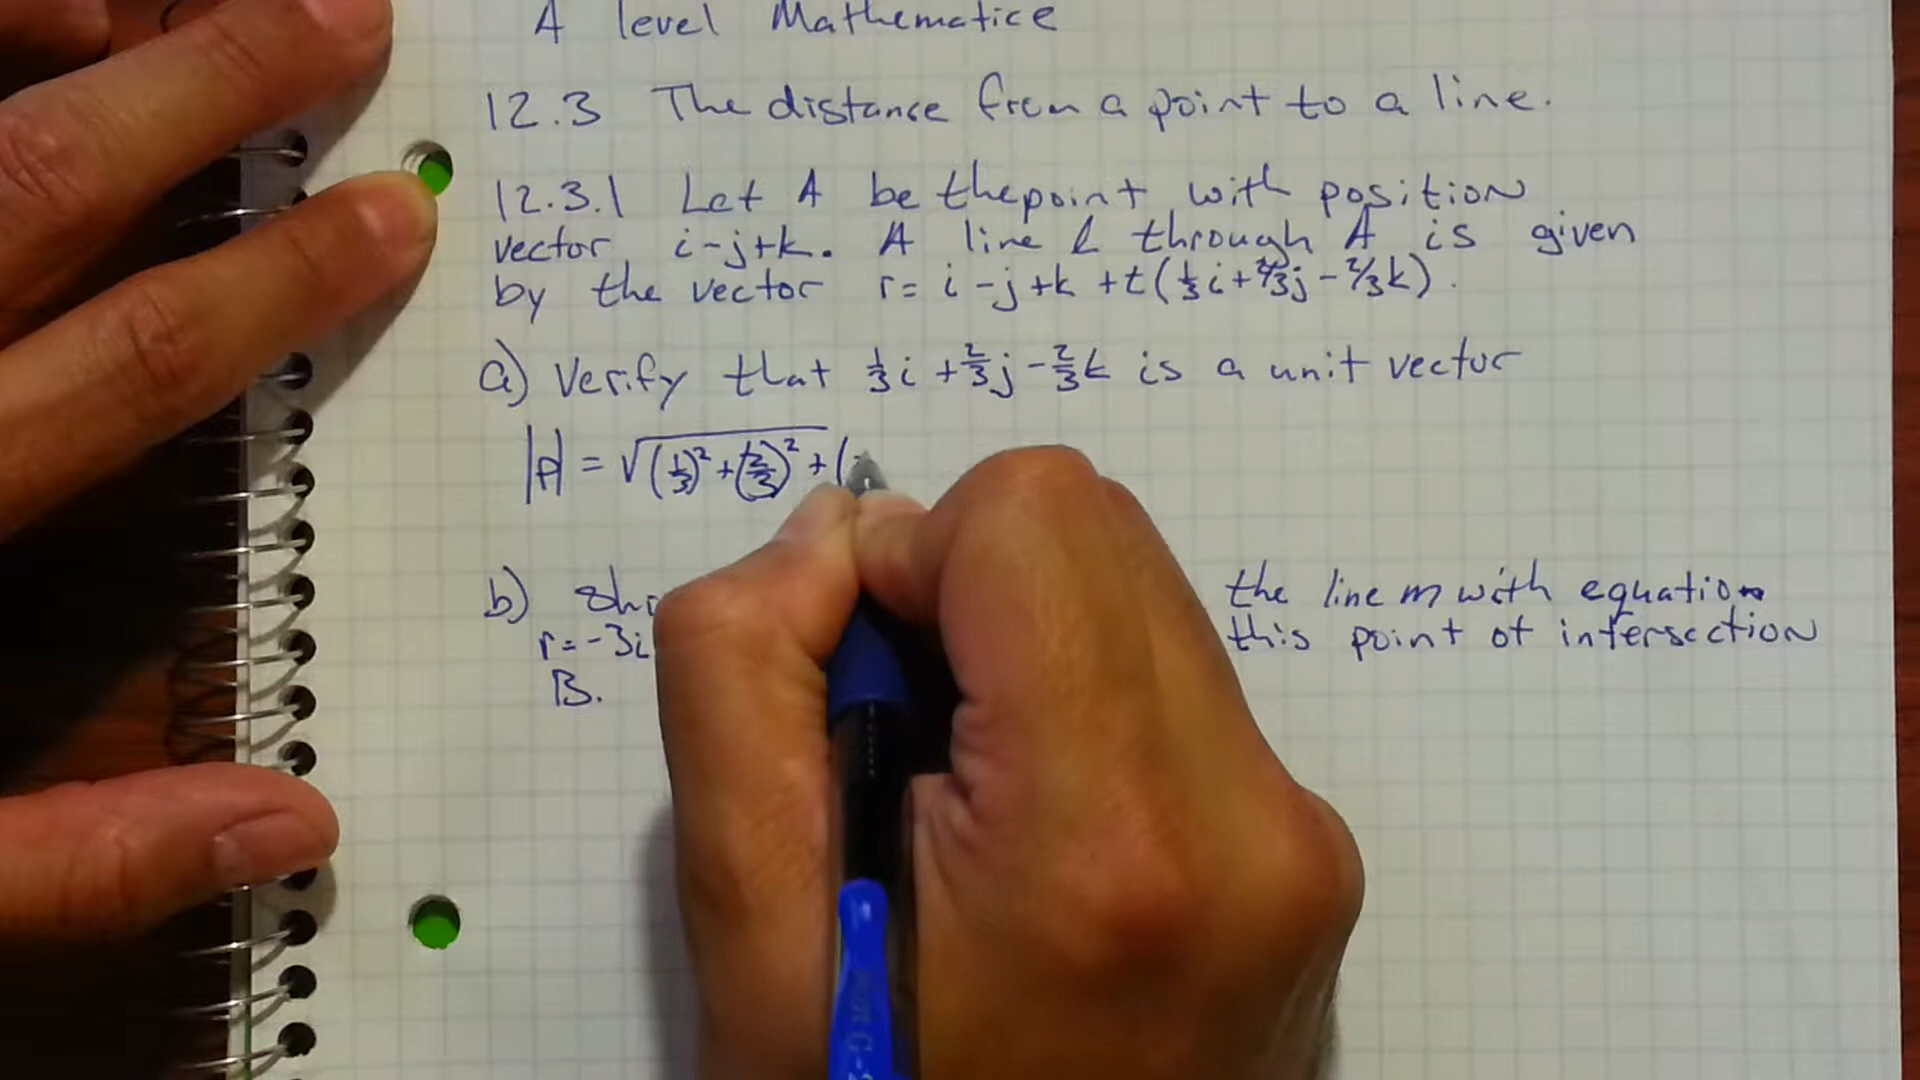 A level Mathematice
12.3 The distance from a point to a line.
12.3.1 Let A be the point with position
vector i-j+k. A line l through A is given
by the vector r= i-j+k +t(⅓i+⅔j-⅔k).
a) Verify that ⅓i+⅔j-⅔k is a unit vector
|p| = √(⅓)²+(⅔)²+(-
b) Sho the line m with equation
r=-3i this point of intersection
B.